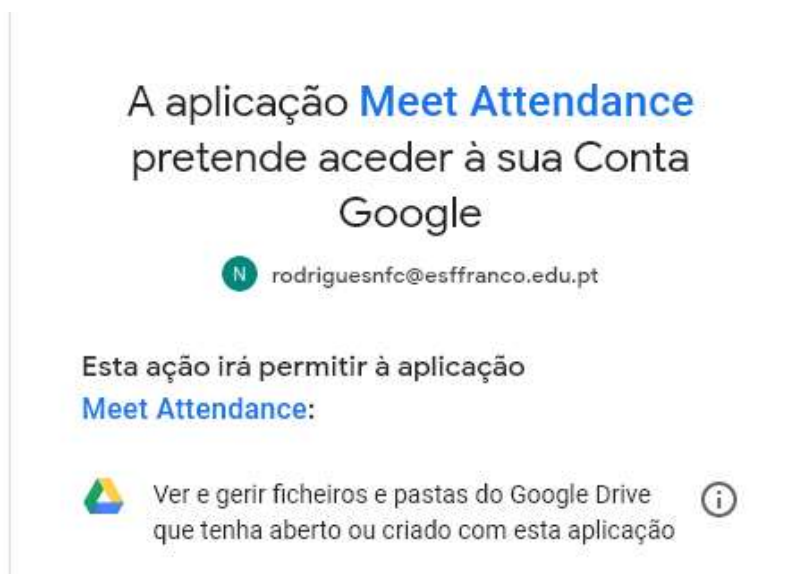 A aplicação Meet Attendance
pretende aceder à sua Conta
Google
N rodriguesnfc@esffranco.edu.pt
Esta ação irá permitir à aplicação
Meet Attendance:
Ver e gerir ficheiros e pastas do Google Drive
que tenha aberto ou criado com esta aplicação